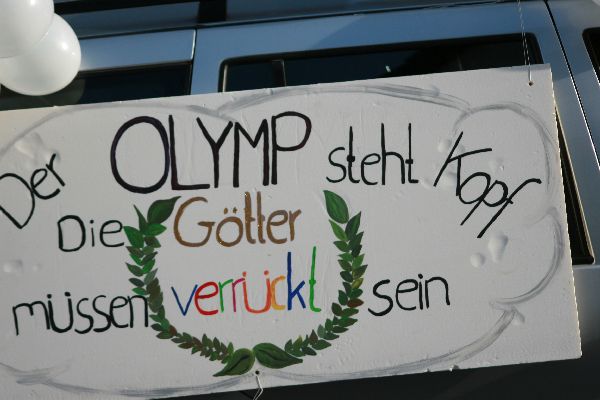 Der OLYMP steht Kopf
Die Götter
müssen verrückt sein